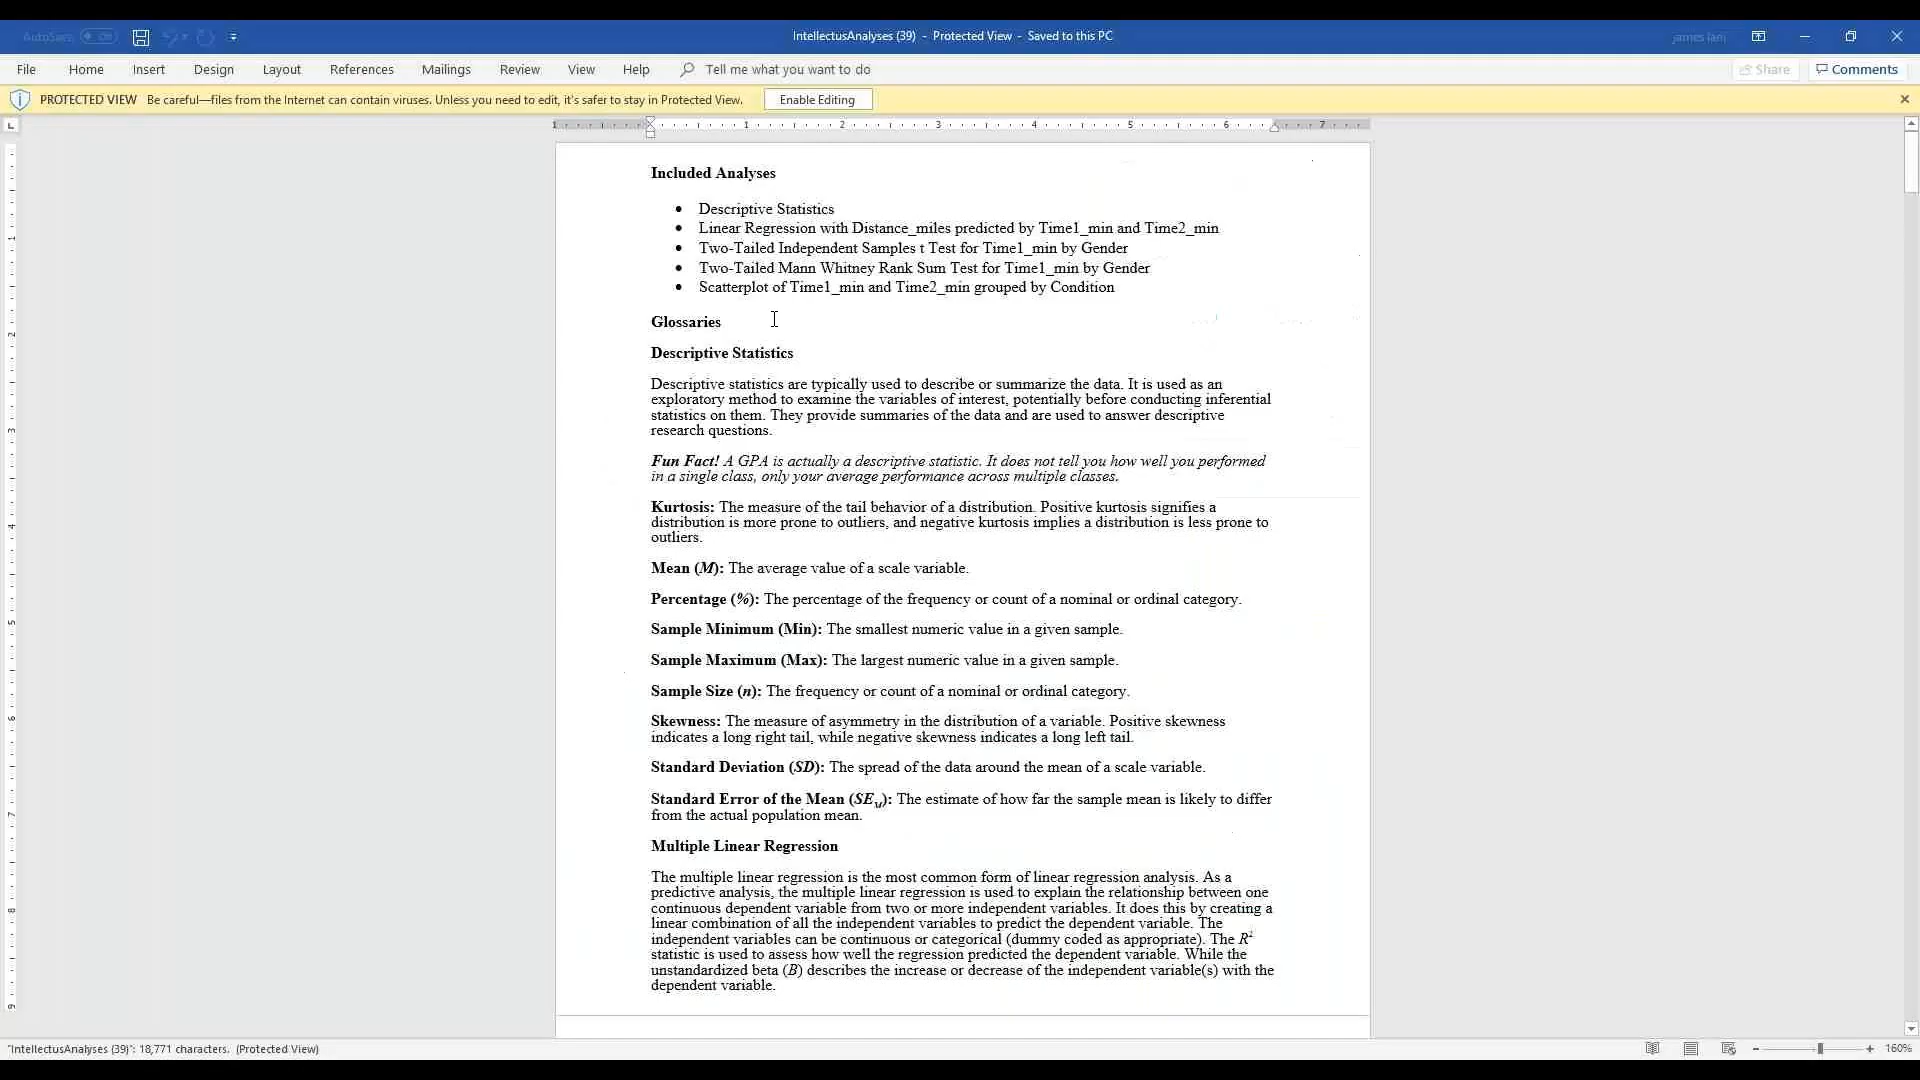 AutoSave Off
IntellectusAnalyses (39) - Protected View - Saved to this PC
james lani
File Home Insert Design Layout References Mailings Review View Help Tell me what you want to do Share Comments
PROTECTED VIEW Be careful—files from the Internet can contain viruses. Unless you need to edit, it's safer to stay in Protected View. Enable Editing
1 1 2 3 4 5 6 7
Included Analyses
• Descriptive Statistics
• Linear Regression with Distance_miles predicted by Time1_min and Time2_min
• Two-Tailed Independent Samples t Test for Time1_min by Gender
• Two-Tailed Mann Whitney Rank Sum Test for Time1_min by Gender
• Scatterplot of Time1_min and Time2_min grouped by Condition
Glossaries
Descriptive Statistics
Descriptive statistics are typically used to describe or summarize the data. It is used as an
exploratory method to examine the variables of interest, potentially before conducting inferential
statistics on them. They provide summaries of the data and are used to answer descriptive
research questions.
Fun Fact! A GPA is actually a descriptive statistic. It does not tell you how well you performed
in a single class, only your average performance across multiple classes.
Kurtosis: The measure of the tail behavior of a distribution. Positive kurtosis signifies a
distribution is more prone to outliers, and negative kurtosis implies a distribution is less prone to
outliers.
Mean (M): The average value of a scale variable.
Percentage (%): The percentage of the frequency or count of a nominal or ordinal category.
Sample Minimum (Min): The smallest numeric value in a given sample.
Sample Maximum (Max): The largest numeric value in a given sample.
Sample Size (n): The frequency or count of a nominal or ordinal category.
Skewness: The measure of asymmetry in the distribution of a variable. Positive skewness
indicates a long right tail, while negative skewness indicates a long left tail.
Standard Deviation (SD): The spread of the data around the mean of a scale variable.
Standard Error of the Mean (SEM): The estimate of how far the sample mean is likely to differ
from the actual population mean.
Multiple Linear Regression
The multiple linear regression is the most common form of linear regression analysis. As a
predictive analysis, the multiple linear regression is used to explain the relationship between one
continuous dependent variable from two or more independent variables. It does this by creating a
linear combination of all the independent variables to predict the dependent variable. The
independent variables can be continuous or categorical (dummy coded as appropriate). The R²
statistic is used to assess how well the regression predicted the dependent variable. While the
unstandardized beta (B) describes the increase or decrease of the independent variable(s) with the
dependent variable.
"IntellectusAnalyses (39)": 18,771 characters. (Protected View)
160%